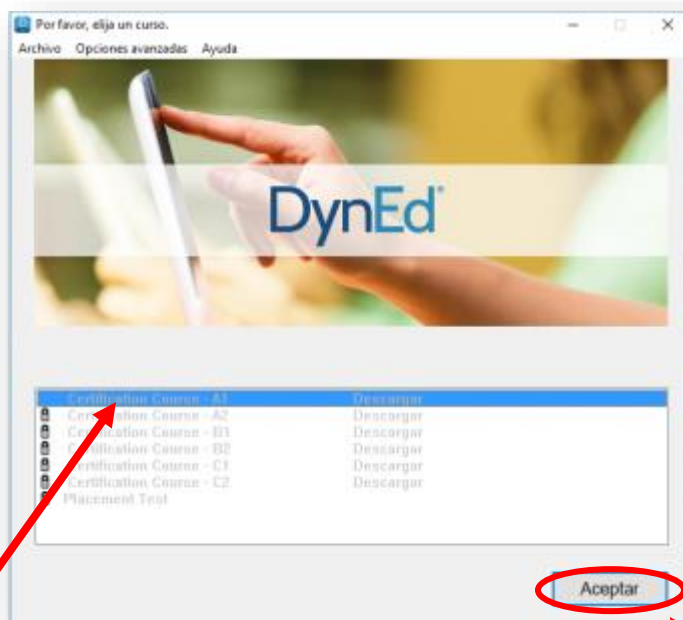 Por favor, elija un curso.
Archivo Opciones avanzadas Ayuda
DynEd
Certification Course - A1 Descargar
Certification Course - A2 Descargar
Certification Course - B1 Descargar
Certification Course - B2 Descargar
Certification Course - C1 Descargar
Certification Course - C2 Descargar
Placement Test
Aceptar